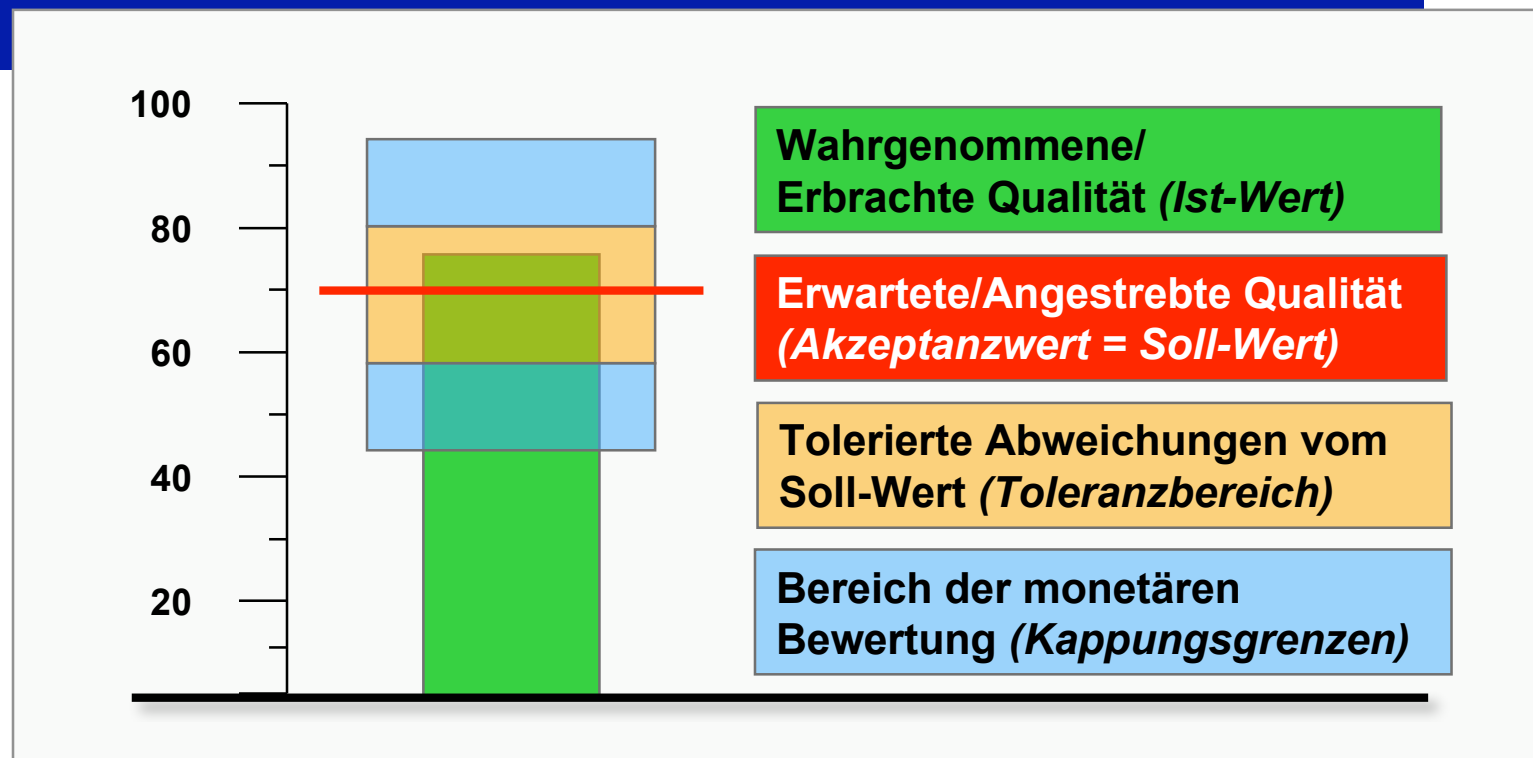 100
80
60
40
20
Wahrgenommene/
Erbrachte Qualität (Ist-Wert)
Erwartete/Angestrebte Qualität
(Akzeptanzwert = Soll-Wert)
Tolerierte Abweichungen vom
Soll-Wert (Toleranzbereich)
Bereich der monetären
Bewertung (Kappungsgrenzen)